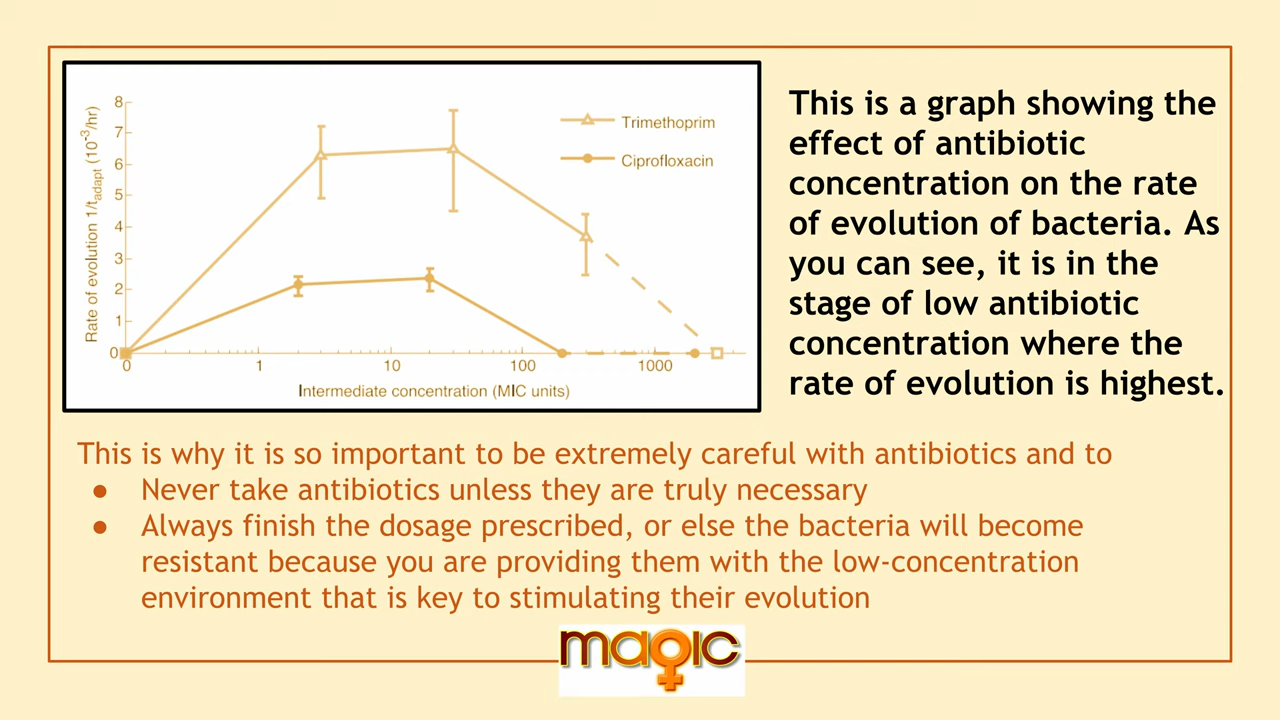 8
7
6
5
4
3
2
1
0
Rate of evolution 1/t_adapt (10^-3/hr)
Trimethoprim
Ciprofloxacin
0 1 10 100 1000
Intermediate concentration (MIC units)
This is a graph showing the
effect of antibiotic
concentration on the rate
of evolution of bacteria. As
you can see, it is in the
stage of low antibiotic
concentration where the
rate of evolution is highest.
This is why it is so important to be extremely careful with antibiotics and to
● Never take antibiotics unless they are truly necessary
● Always finish the dosage prescribed, or else the bacteria will become
resistant because you are providing them with the low-concentration
environment that is key to stimulating their evolution
magic